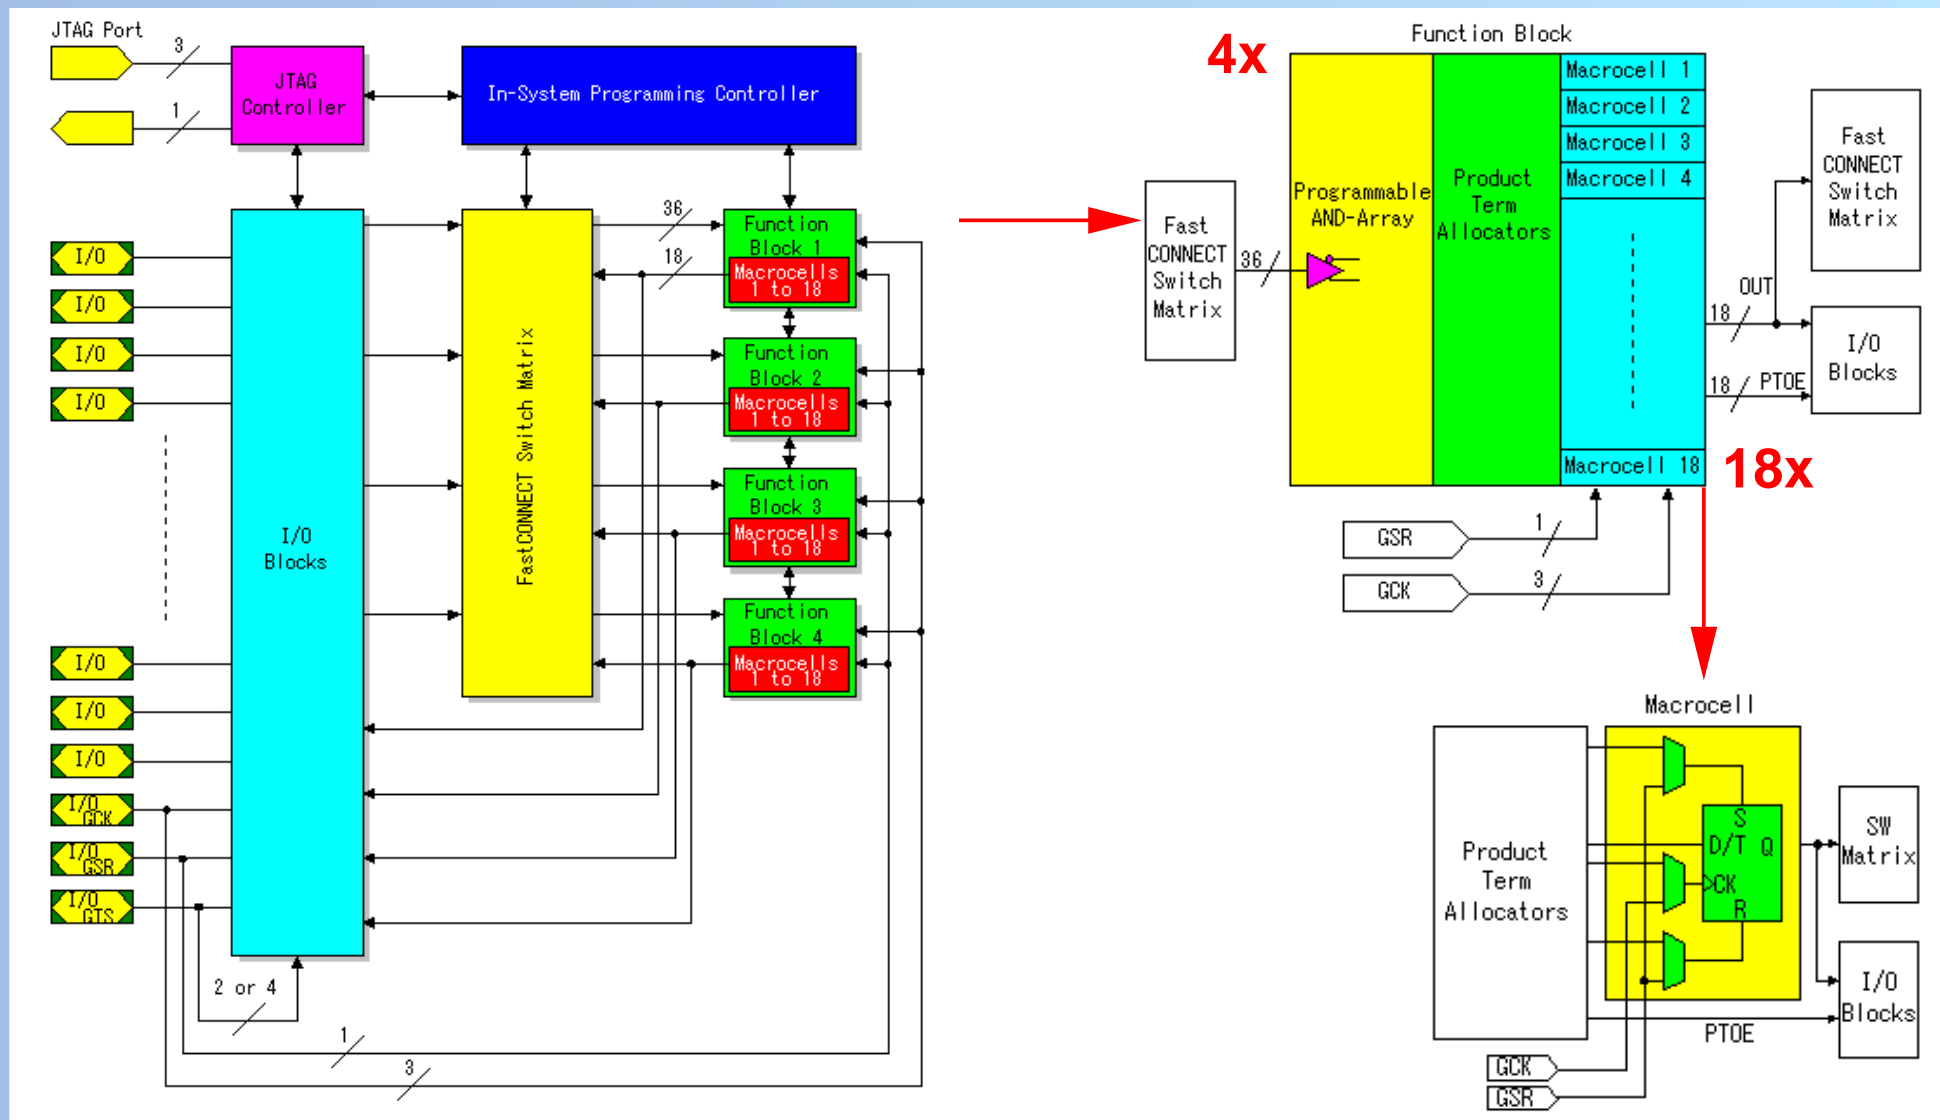 JTAG Port
3
1
JTAG
Controller
In-System Programming Controller
I/O
I/O
I/O
I/O
I/O
I/O
I/O
I/O
GCK
I/O
GSR
I/O
GTS
I/O
Blocks
FastCONNECT Switch Matrix
36
18
Function
Block 1
Macrocells
1 to 18
Function
Block 2
Macrocells
1 to 18
Function
Block 3
Macrocells
1 to 18
Function
Block 4
Macrocells
1 to 18
2 or 4
1
3
4x
Function Block
Fast
CONNECT
Switch
Matrix
36
Programmable
AND-Array
Product
Term
Allocators
Macrocell 1
Macrocell 2
Macrocell 3
Macrocell 4
Macrocell 18
18x
18
OUT
18
PTOE
Fast
CONNECT
Switch
Matrix
I/O
Blocks
GSR
1
GCK
3
Macrocell
Product
Term
Allocators
S
D/T Q
CK
R
SW
Matrix
I/O
Blocks
PTOE
GCK
GSR